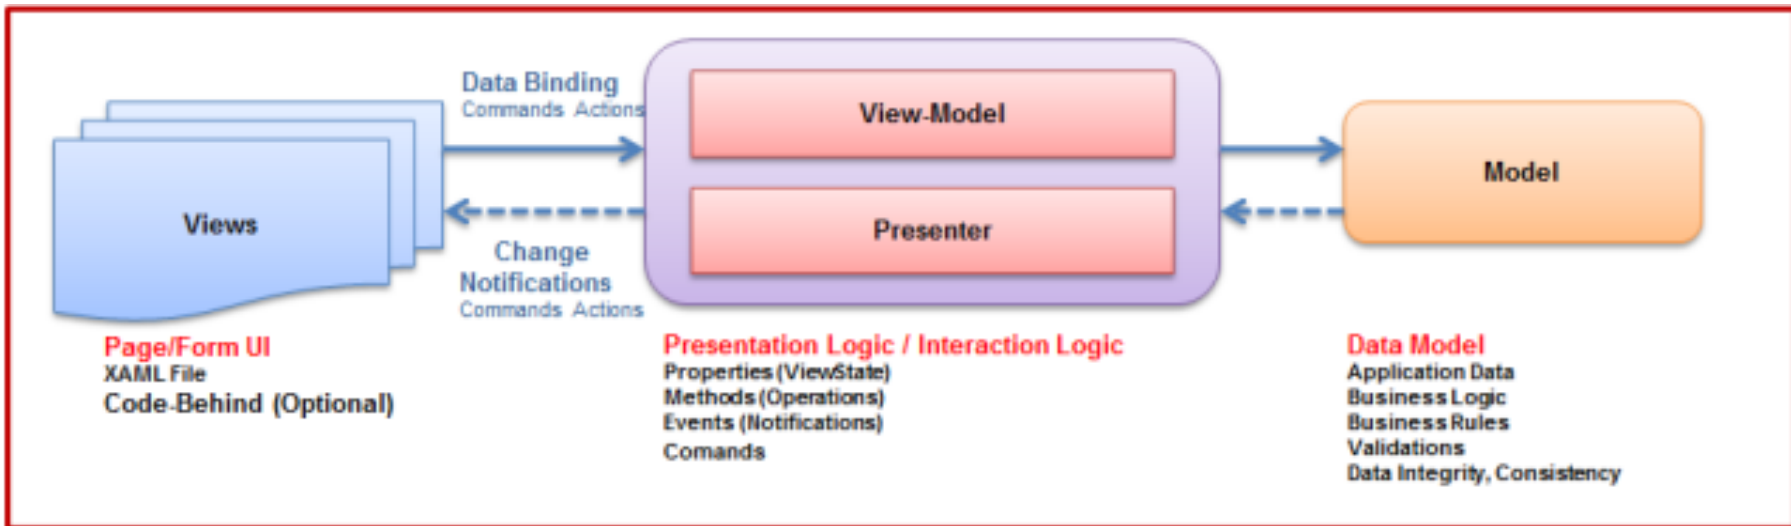 Data Binding
Commands Actions
View-Model
Model
Views
Presenter
Change
Notifications
Commands Actions
Page/Form UI
XAML File
Code-Behind (Optional)
Presentation Logic / Interaction Logic
Properties (ViewState)
Methods (Operations)
Events (Notifications)
Comands
Data Model
Application Data
Business Logic
Business Rules
Validations
Data Integrity, Consistency